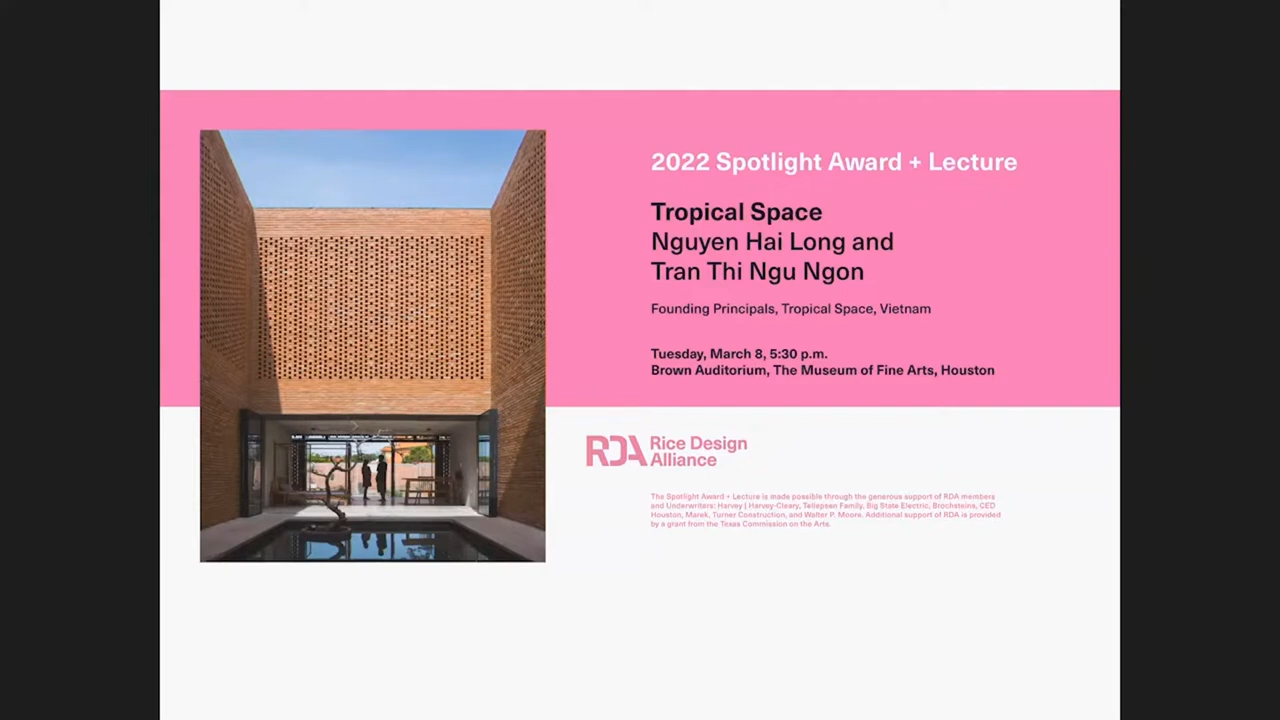 2022 Spotlight Award + Lecture
Tropical Space
Nguyen Hai Long and
Tran Thi Ngu Ngon
Founding Principals, Tropical Space, Vietnam
Tuesday, March 8, 5:30 p.m.
Brown Auditorium, The Museum of Fine Arts, Houston
RDA Rice Design
Alliance
The Spotlight Award + Lecture is made possible through the generous support of RDA members
and Underwriters: Harvey | Harvey-Cleary, Tellepsen Family, Big State Electric, Brochsteins, CED
Houston, Marek, Turner Construction, and Walter P. Moore. Additional support of RDA is provided
by a grant from the Texas Commission on the Arts.